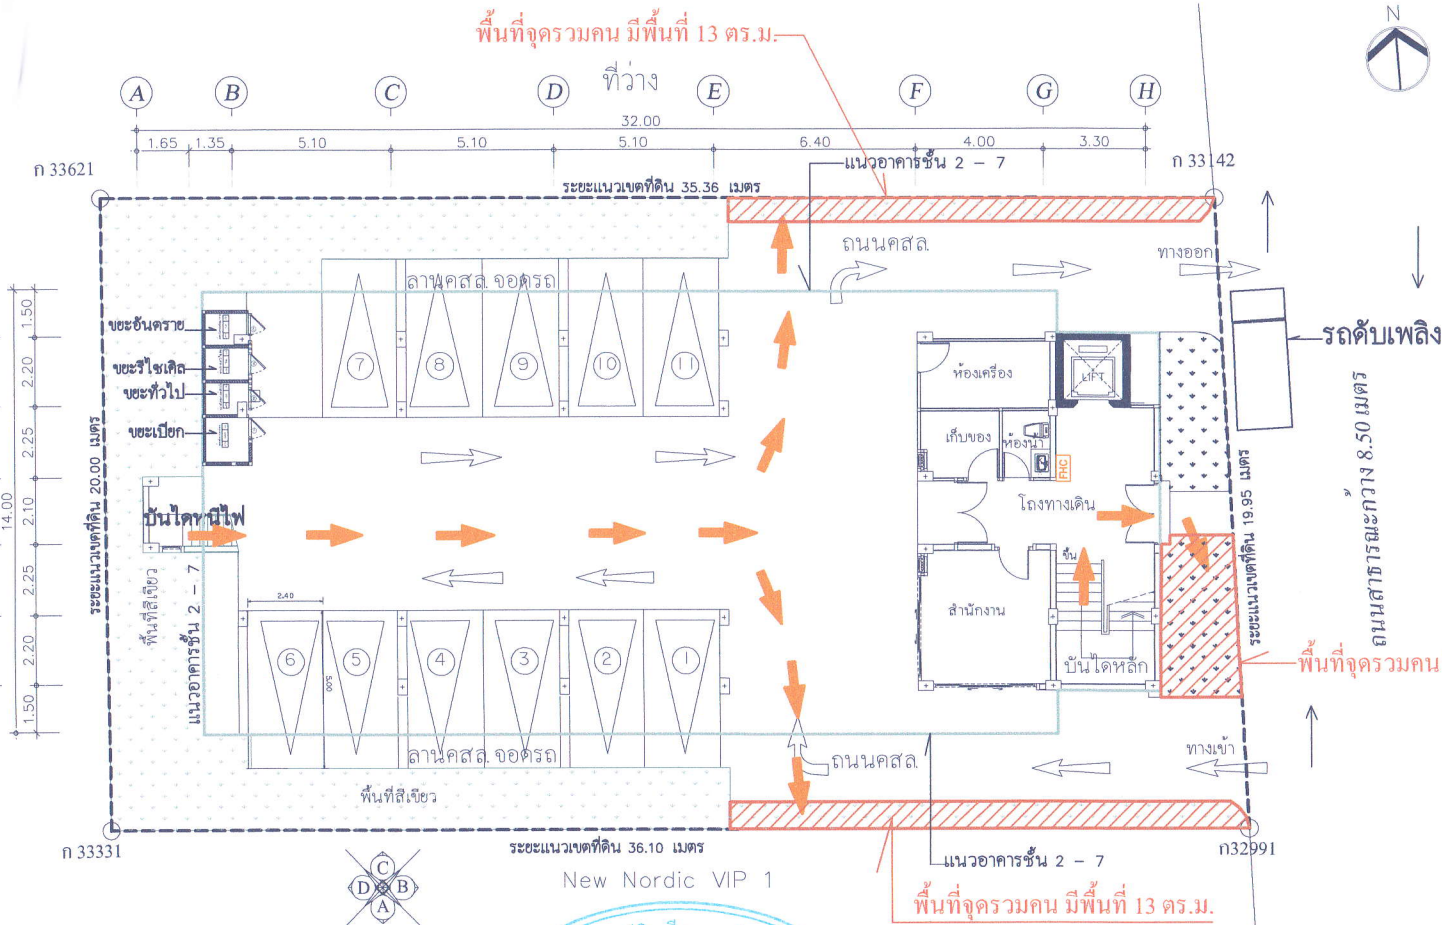 พื้นที่จุดรวมคน มีพื้นที่ 13 ตร.ม.
N
ที่ว่าง
A B C D E F G H
32.00
1.65 1.35 5.10 5.10 5.10 6.40 4.00 3.30
แนวอาคารชั้น 2 - 7
ก 33621
ก 33142
ระยะแนวเขตที่ดิน 35.36 เมตร
ถนนคสล.
ทางออก
ลานคสล. จอดรถ
ขยะอันตราย
ขยะรีไซเคิล
ขยะทั่วไป
ขยะเปียก
7 8 9 10 11
ห้องเครื่อง
LIFT
รถดับเพลิง
เก็บของ
ห้องน้ำ
FHC
โถงทางเดิน
บันไดหนีไฟ
14.00
1.50
2.20
2.25
2.10
2.25
2.20
1.50
ระยะแนวเขตที่ดิน 20.00 เมตร
พื้นที่สีเขียว
แนวอาคารชั้น 2 - 7
2.40
5.00
6 5 4 3 2 1
ขึ้น
สำนักงาน
บันไดหลัก
ระยะแนวเขตที่ดิน 19.95 เมตร
ถนนสาธารณะกว้าง 8.50 เมตร
พื้นที่จุดรวมคน
ลานคสล. จอดรถ
ถนนคสล.
ทางเข้า
พื้นที่สีเขียว
ก 33331
ระยะแนวเขตที่ดิน 36.10 เมตร
ก32991
แนวอาคารชั้น 2 - 7
C
D B
A
New Nordic VIP 1
พื้นที่จุดรวมคน มีพื้นที่ 13 ตร.ม.